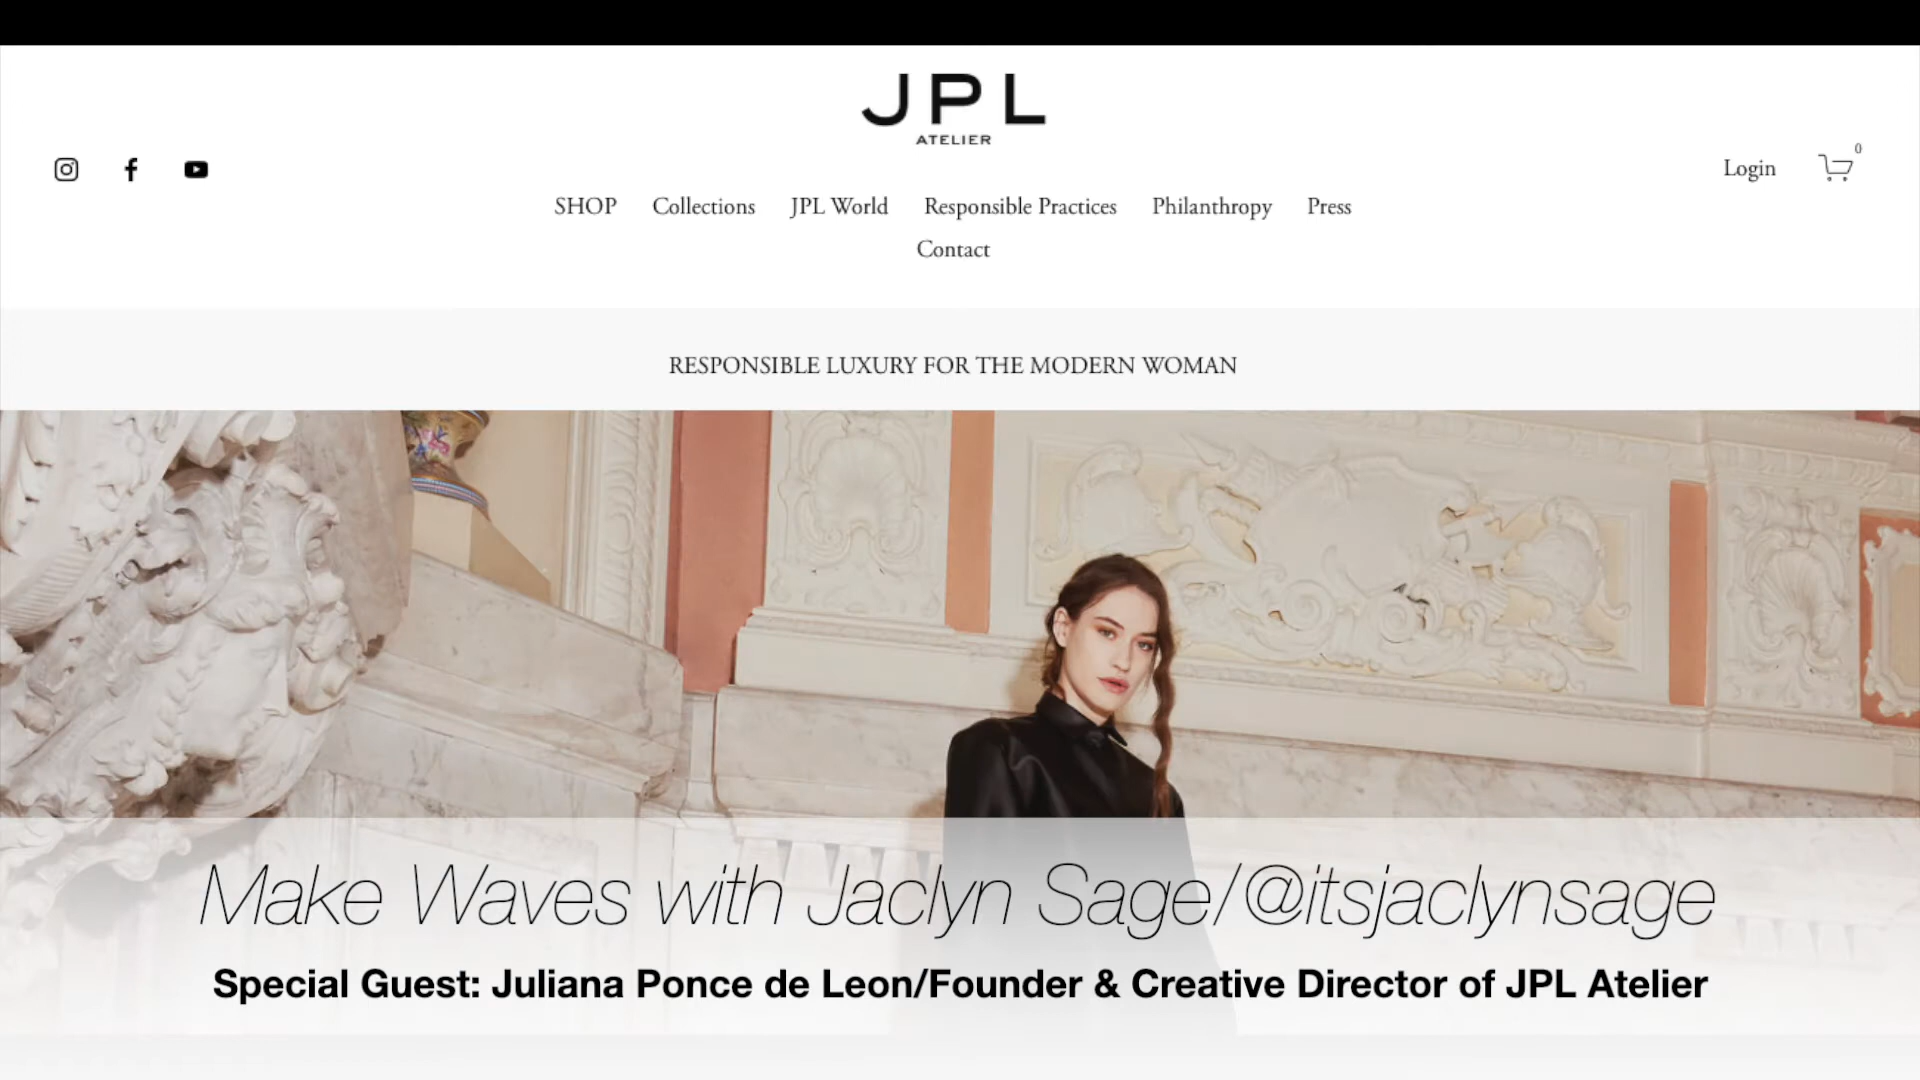 JPL
ATELIER
Login
0
SHOP Collections JPL World Responsible Practices Philanthropy Press
Contact
RESPONSIBLE LUXURY FOR THE MODERN WOMAN
Make Waves with Jaclyn Sage/@itsjaclynsage
Special Guest: Juliana Ponce de Leon/Founder & Creative Director of JPL Atelier